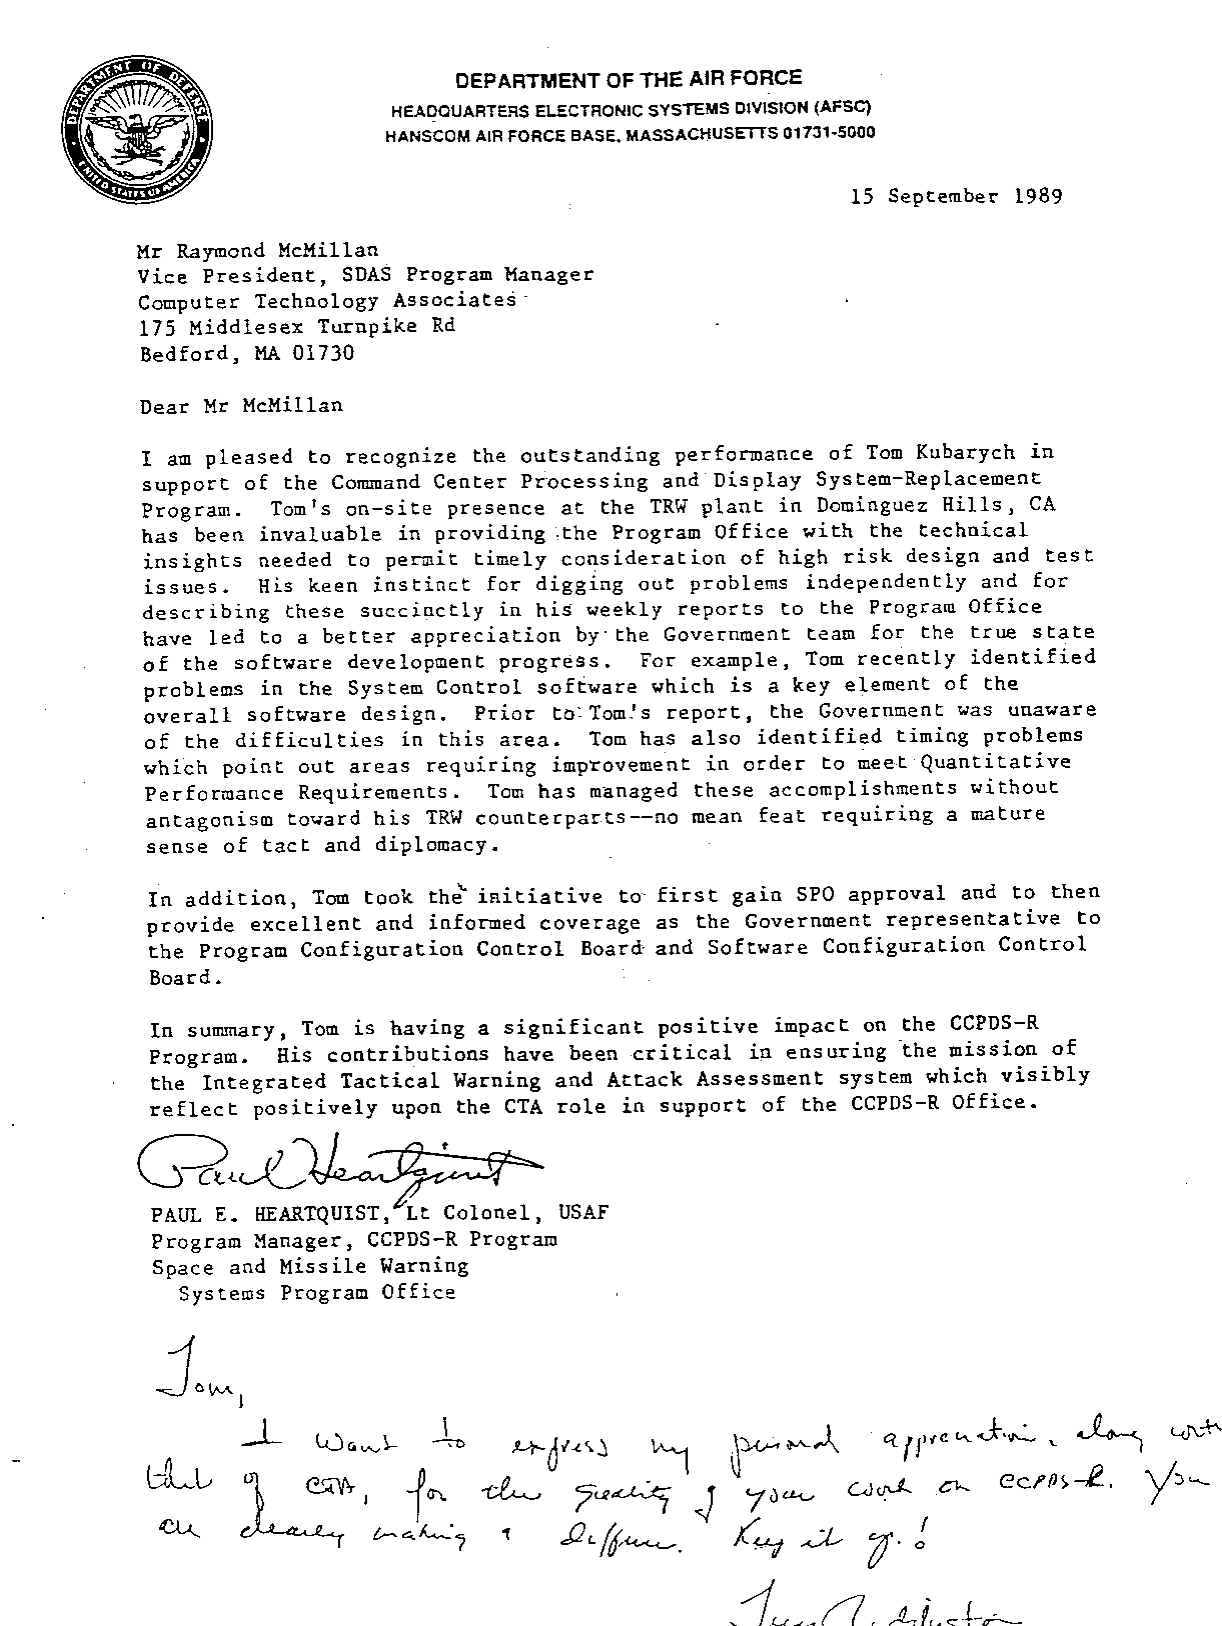 DEPARTMENT OF DEFENSE
UNITED STATES OF AMERICA
DEPARTMENT OF THE AIR FORCE
HEADQUARTERS ELECTRONIC SYSTEMS DIVISION (AFSC)
HANSCOM AIR FORCE BASE, MASSACHUSETTS 01731-5000
15 September 1989
Mr Raymond McMillan
Vice President, SDAS Program Manager
Computer Technology Associates
175 Middlesex Turnpike Rd
Bedford, MA 01730
Dear Mr McMillan
I am pleased to recognize the outstanding performance of Tom Kubarych in
support of the Command Center Processing and Display System-Replacement
Program. Tom's on-site presence at the TRW plant in Dominguez Hills, CA
has been invaluable in providing the Program Office with the technical
insights needed to permit timely consideration of high risk design and test
issues. His keen instinct for digging out problems independently and for
describing these succinctly in his weekly reports to the Program Office
have led to a better appreciation by the Government team for the true state
of the software development progress. For example, Tom recently identified
problems in the System Control software which is a key element of the
overall software design. Prior to Tom's report, the Government was unaware
of the difficulties in this area. Tom has also identified timing problems
which point out areas requiring improvement in order to meet Quantitative
Performance Requirements. Tom has managed these accomplishments without
antagonism toward his TRW counterparts--no mean feat requiring a mature
sense of tact and diplomacy.
In addition, Tom took the initiative to first gain SPO approval and to then
provide excellent and informed coverage as the Government representative to
the Program Configuration Control Board and Software Configuration Control
Board.
In summary, Tom is having a significant positive impact on the CCPDS-R
Program. His contributions have been critical in ensuring the mission of
the Integrated Tactical Warning and Attack Assessment system which visibly
reflect positively upon the CTA role in support of the CCPDS-R Office.
Paul Heartquist
PAUL E. HEARTQUIST, Lt Colonel, USAF
Program Manager, CCPDS-R Program
Space and Missile Warning
Systems Program Office
Tom,
I want to express my personal appreciation, along with
that of CTA, for the quality of your work on CCPDS-R. You
are clearly making a difference. Keep it up!